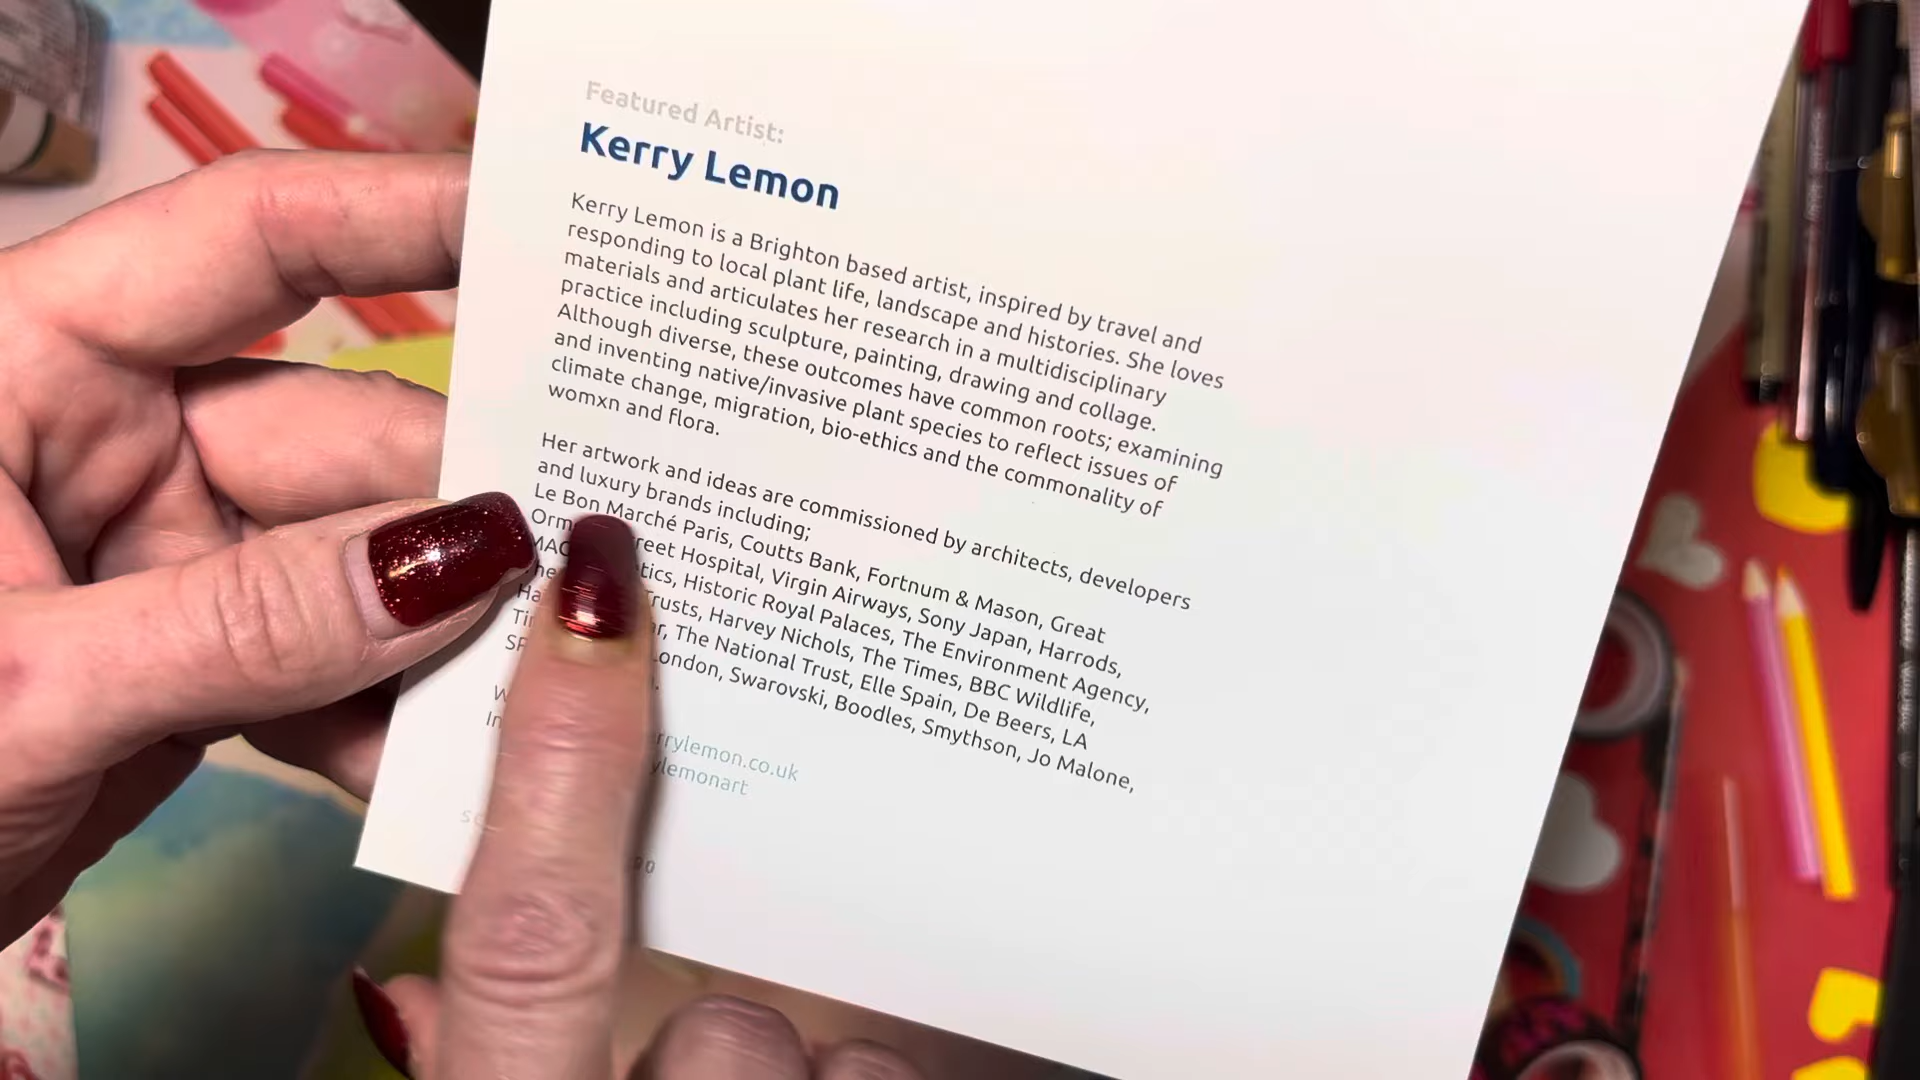 Featured Artist:
Kerry Lemon
Kerry Lemon is a Brighton based artist, inspired by travel and
responding to local plant life, landscape and histories. She loves
materials and articulates her research in a multidisciplinary
practice including sculpture, painting, drawing and collage.
Although diverse, these outcomes have common roots; examining
and inventing native/invasive plant species to reflect issues of
climate change, migration, bio-ethics and the commonality of
womxn and flora.
Her artwork and ideas are commissioned by architects, developers
and luxury brands including;
Le Bon Marché Paris, Coutts Bank, Fortnum & Mason, Great
Hospital, Virgin Airways, Sony Japan, Harrods,
Historic Royal Palaces, The Environment Agency,
Trusts, Harvey Nichols, The Times, BBC Wildlife,
The National Trust, Elle Spain, De Beers, LA
London, Swarovski, Boodles, Smythson, Jo Malone,
rrylemon.co.uk
ylemonart